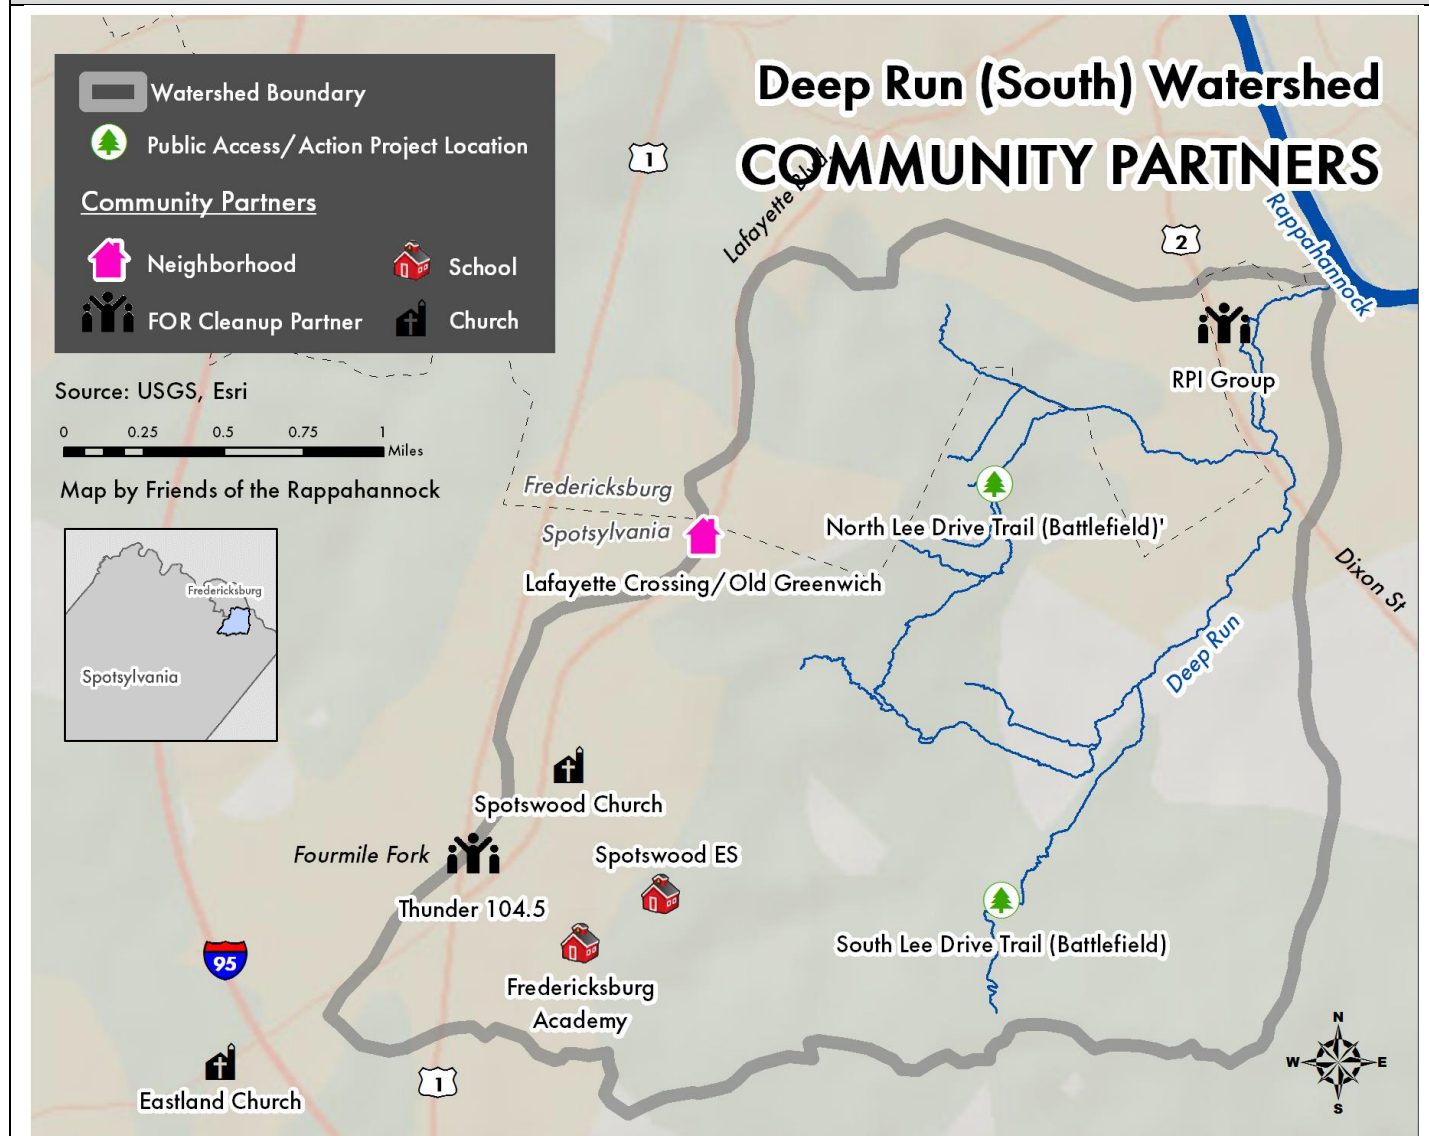 Deep Run (South) Watershed
COMMUNITY PARTNERS
Watershed Boundary
Public Access/Action Project Location
Community Partners
Neighborhood
School
FOR Cleanup Partner
Church
Source: USGS, Esri
0 0.25 0.5 0.75 1
Miles
Map by Friends of the Rappahannock
Fredericksburg
Spotsylvania
1
Lafayette Blvd.
2
Rappahannock
RPI Group
Fredericksburg
Spotsylvania
North Lee Drive Trail (Battlefield)'
Lafayette Crossing/Old Greenwich
Dixon St
Deep Run
Spotswood Church
Fourmile Fork
Spotswood ES
Thunder 104.5
South Lee Drive Trail (Battlefield)
95
Fredericksburg
Academy
1
Eastland Church
N
W E
S